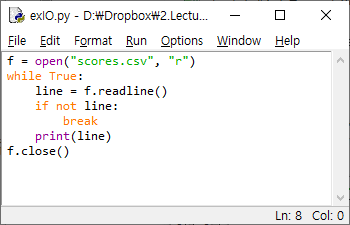 exIO.py - D:₩Dropbox₩2.Lectu...
File Edit Format Run Options Window Help
f = open("scores.csv", "r")
while True:
    line = f.readline()
    if not line:
        break
    print(line)
f.close()
Ln: 8 Col: 0